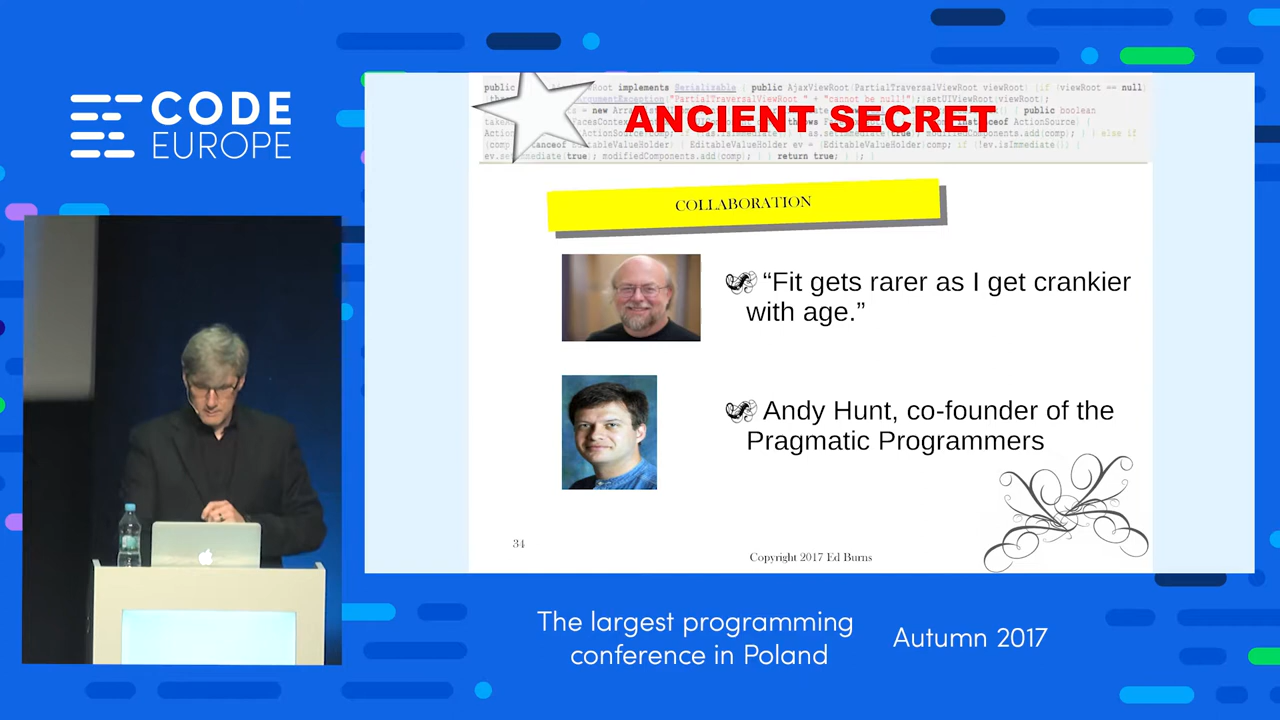 CODE
EUROPE
ANCIENT SECRET
COLLABORATION
“Fit gets rarer as I get crankier
with age.”
Andy Hunt, co-founder of the
Pragmatic Programmers
34
Copyright 2017 Ed Burns
The largest programming
conference in Poland
Autumn 2017